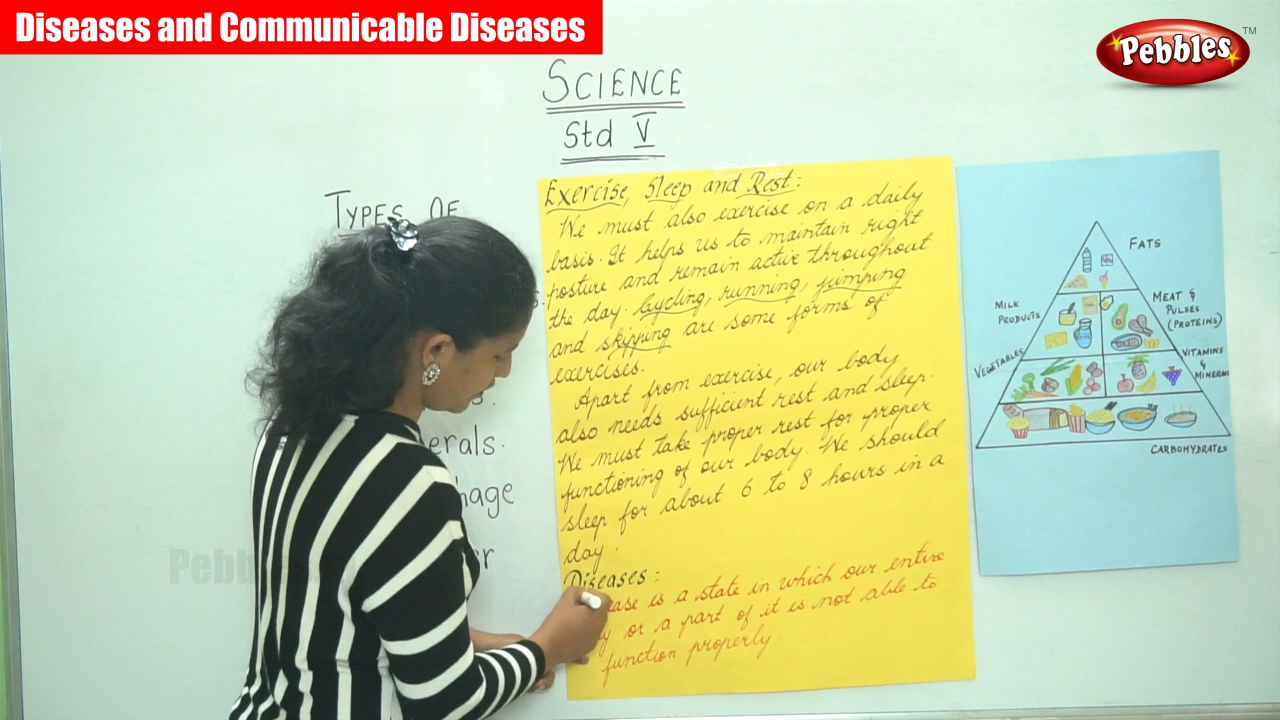 Diseases and Communicable Diseases
Pebbles TM
SCIENCE
Std V
TYPES OF
erals.
hage
er
Exercise, Sleep and Rest:
We must also exercise on a daily
basis. It helps us to maintain right
posture and remain active throughout
the day. Cycling, running, jumping
and skipping are some forms of
exercises.
Apart from exercise, our body
also needs sufficient rest and sleep.
We must take proper rest for proper
functioning of our body. We should
sleep for about 6 to 8 hours in a
day.
Diseases:
ease is a state in which our entire
y or a part of it is not able to
function properly.
FATS
MILK
PRODUCTS
MEAT &
PULSES
(PROTEINS)
VEGETABLES
VITAMINS
&
MINERAL
CARBOHYDRATES